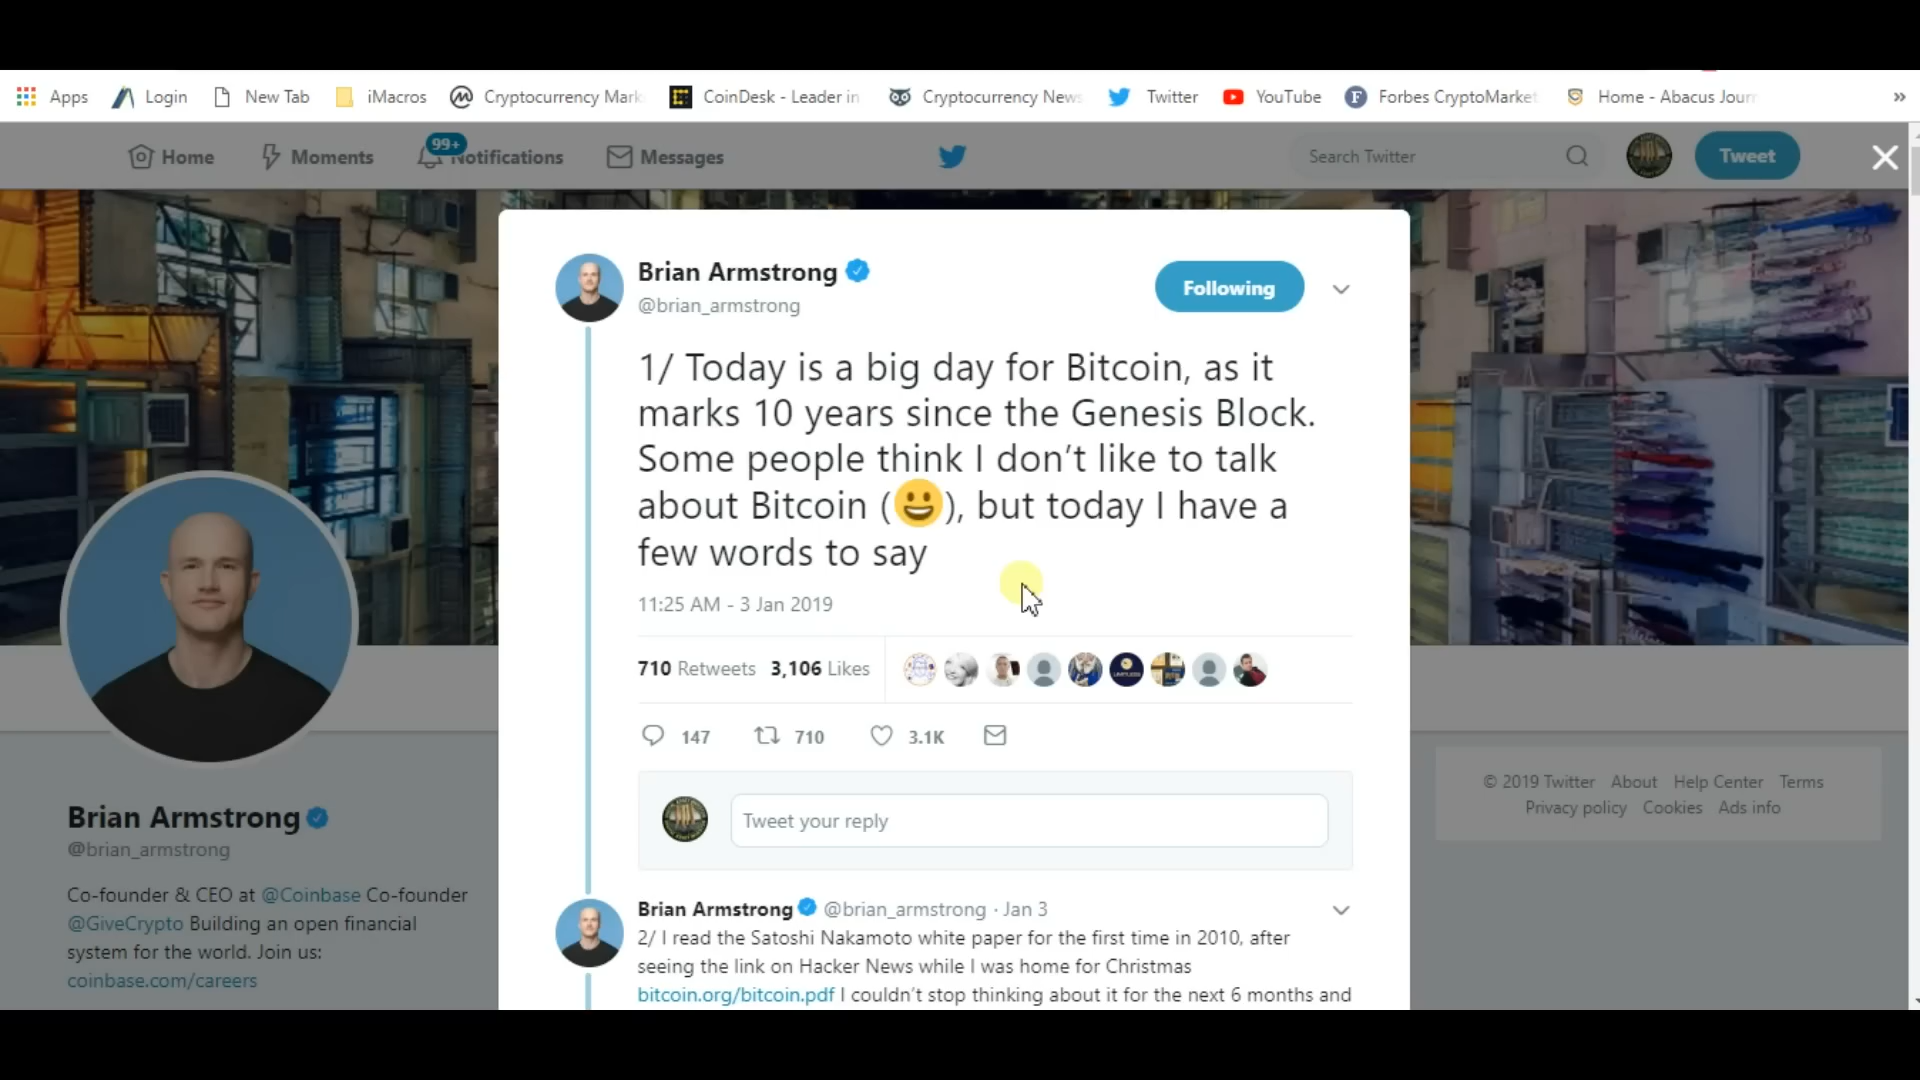 Apps Login New Tab iMacros Cryptocurrency Mark CoinDesk - Leader in Cryptocurrency News Twitter YouTube Forbes CryptoMarket Home - Abacus Jour »
Home Moments 99+ Notifications Messages Search Twitter Tweet
Brian Armstrong
@brian_armstrong
Following
1/ Today is a big day for Bitcoin, as it
marks 10 years since the Genesis Block.
Some people think I don’t like to talk
about Bitcoin (😀), but today I have a
few words to say
11:25 AM - 3 Jan 2019
710 Retweets 3,106 Likes
147 710 3.1K
Tweet your reply
Brian Armstrong @brian_armstrong · Jan 3
2/ I read the Satoshi Nakamoto white paper for the first time in 2010, after
seeing the link on Hacker News while I was home for Christmas
bitcoin.org/bitcoin.pdf I couldn’t stop thinking about it for the next 6 months and
Brian Armstrong
@brian_armstrong
Co-founder & CEO at @Coinbase Co-founder
@GiveCrypto Building an open financial
system for the world. Join us:
coinbase.com/careers
© 2019 Twitter About Help Center Terms
Privacy policy Cookies Ads info